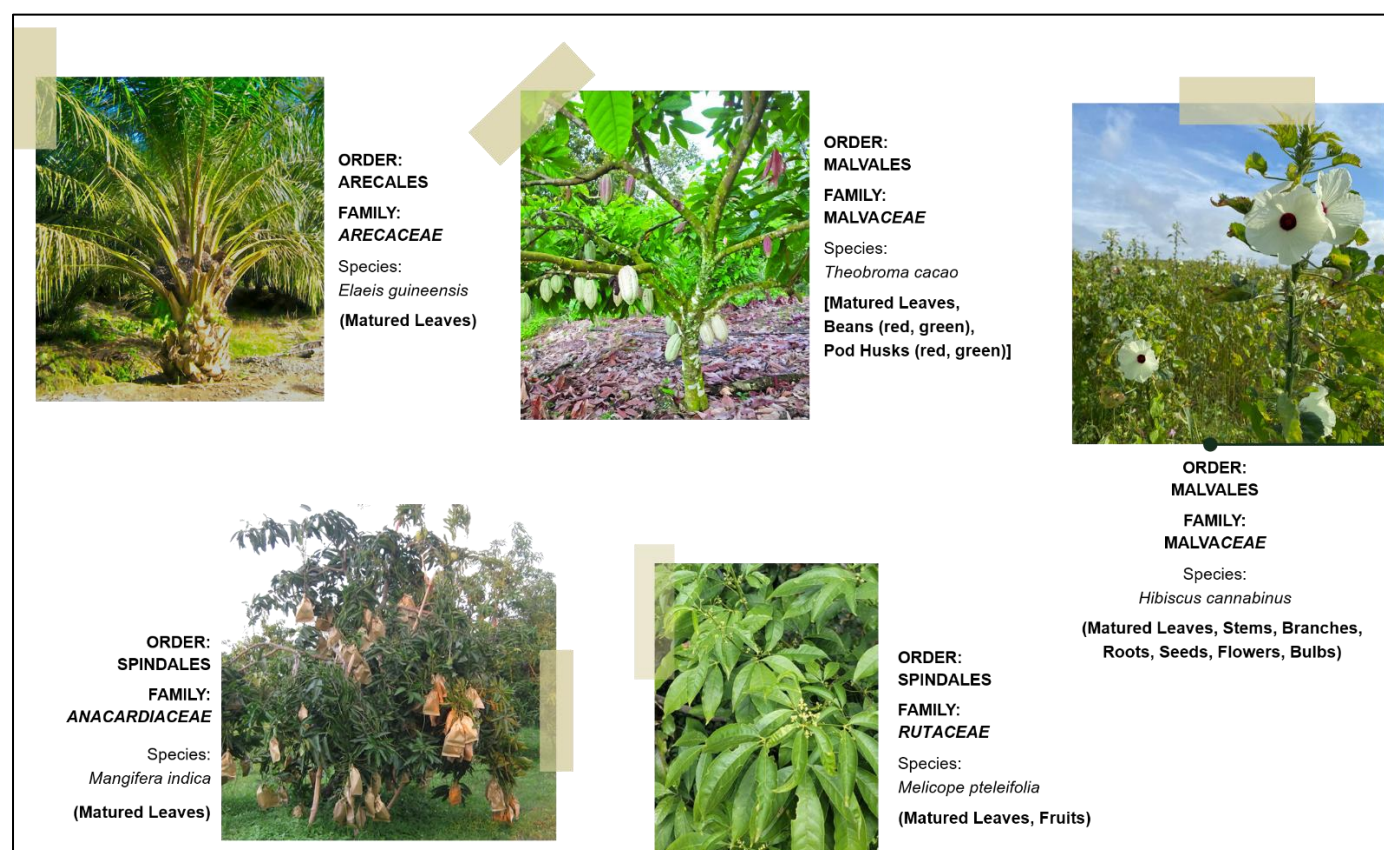 ORDER:
ARECALES
FAMILY:
ARECACEAE
Species:
Elaeis guineensis
(Matured Leaves)
ORDER:
MALVALES
FAMILY:
MALVACEAE
Species:
Theobroma cacao
[Matured Leaves,
Beans (red, green),
Pod Husks (red, green)]
ORDER:
MALVALES
FAMILY:
MALVACEAE
Species:
Hibiscus cannabinus
(Matured Leaves, Stems, Branches,
Roots, Seeds, Flowers, Bulbs)
ORDER:
SPINDALES
FAMILY:
ANACARDIACEAE
Species:
Mangifera indica
(Matured Leaves)
ORDER:
SPINDALES
FAMILY:
RUTACEAE
Species:
Melicope pteleifolia
(Matured Leaves, Fruits)